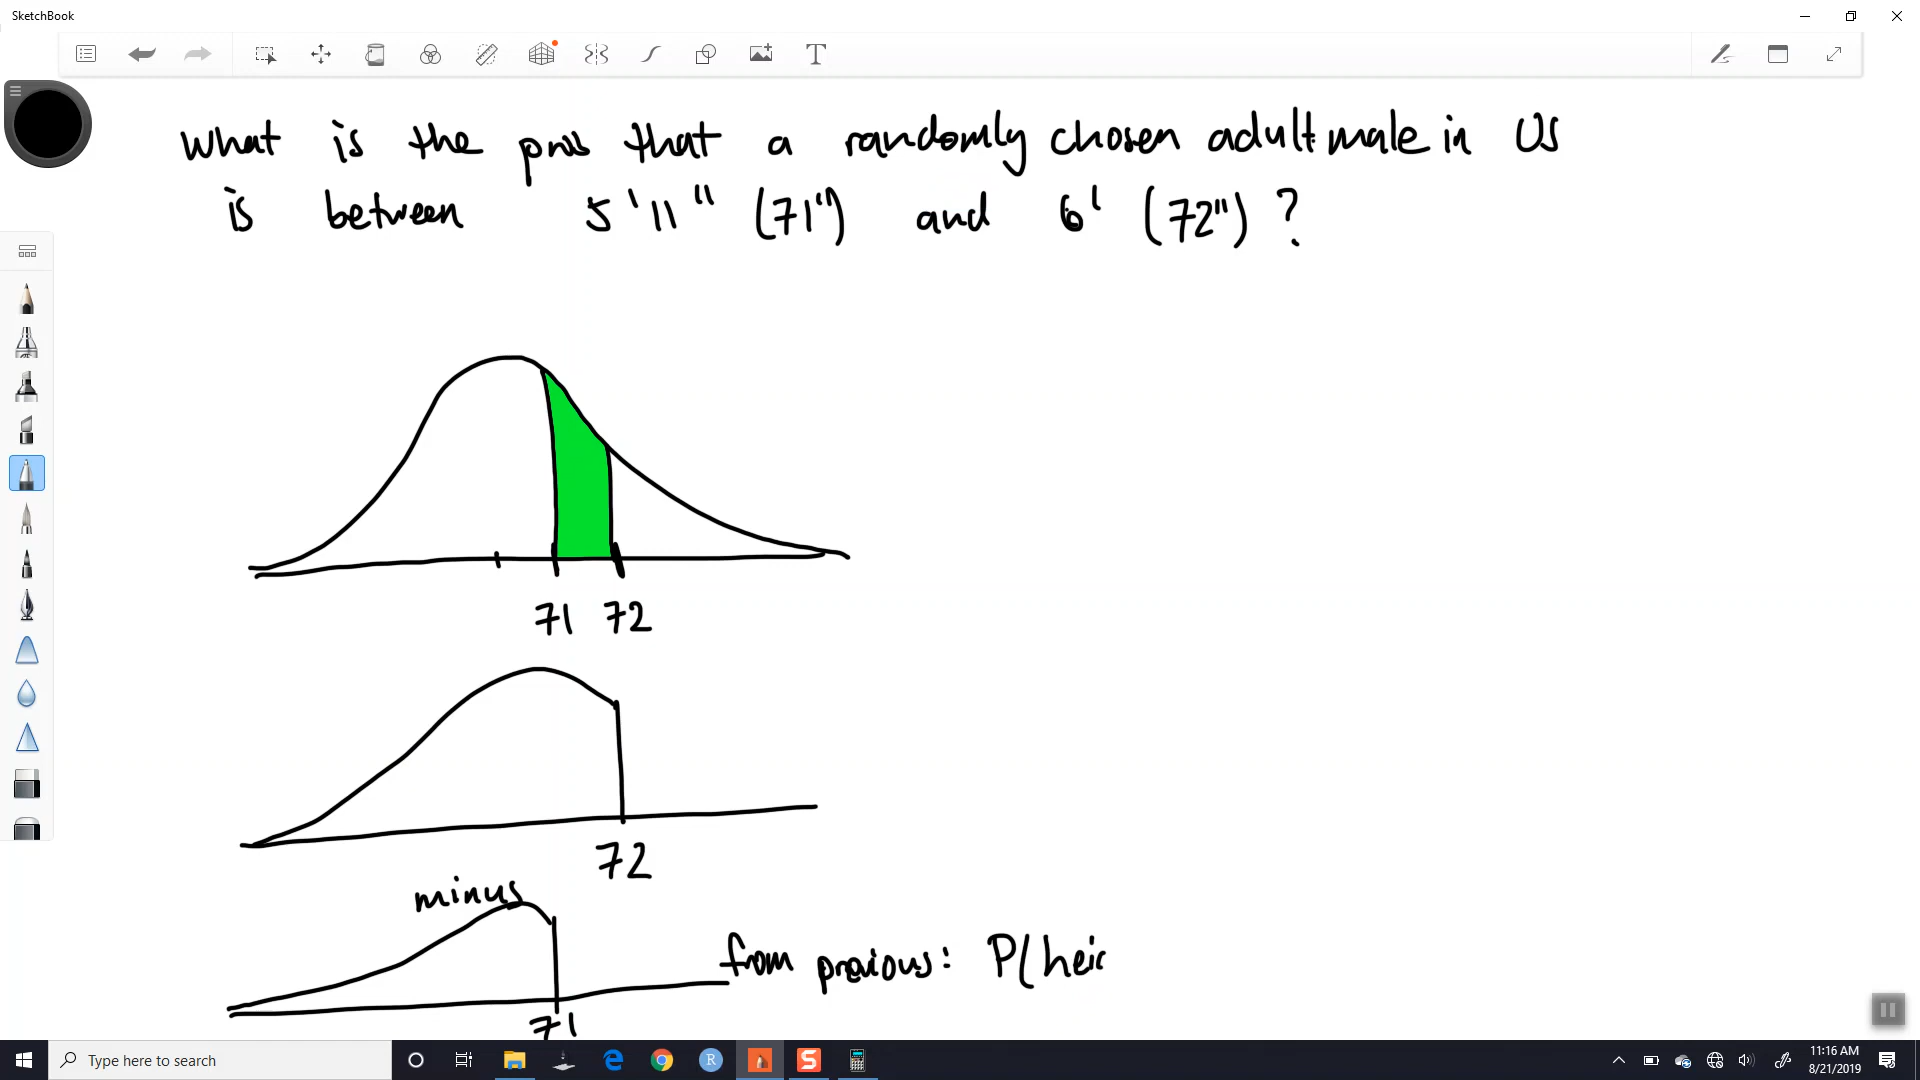 SketchBook
what is the prob that a randomly chosen adult male in US
is between 5'11" (71") and 6' (72") ?
71 72
72
minus
from previous: P(heic
71
Type here to search
11:16 AM
8/21/2019